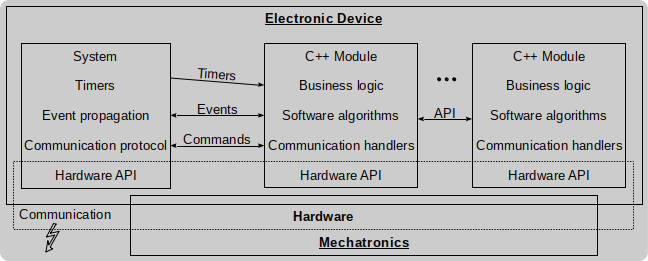 Electronic Device
System
Timers
Event propagation
Communication protocol
Hardware API
Timers
Events
Commands
C++ Module
Business logic
Software algorithms
Communication handlers
Hardware API
...
API
C++ Module
Business logic
Software algorithms
Communication handlers
Hardware API
Communication
Hardware
Mechatronics